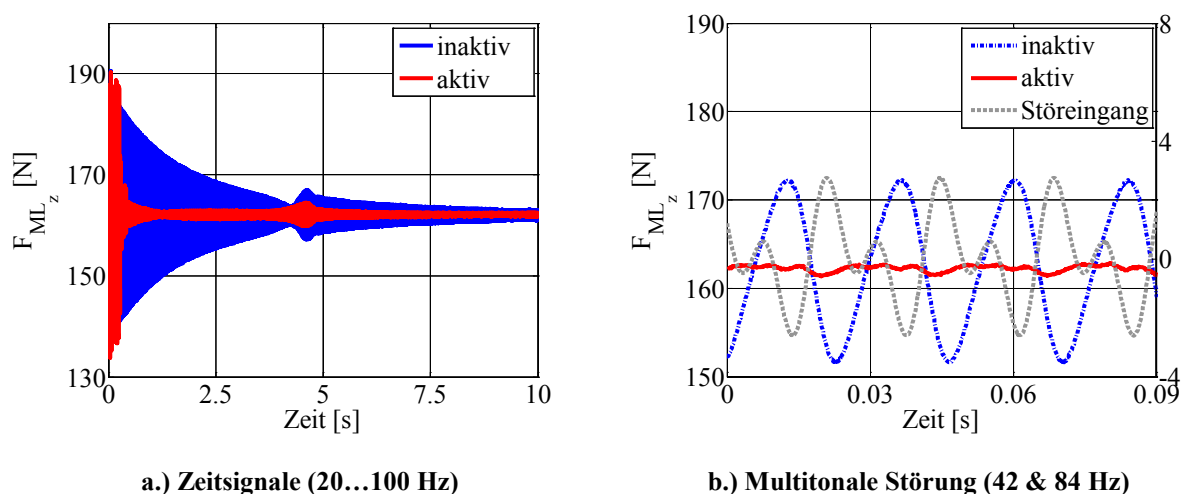 190
170
150
130
F_ML_z [N]
0
2.5
5
7.5
10
Zeit [s]
inaktiv
aktiv
a.) Zeitsignale (20…100 Hz)
190
180
170
160
150
F_ML_z [N]
8
0
-4
0
0.03
0.06
0.09
Zeit [s]
inaktiv
aktiv
Störeingang
b.) Multitonale Störung (42 & 84 Hz)